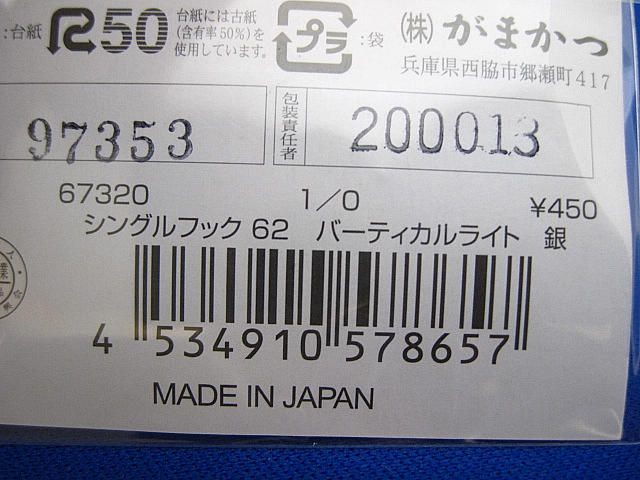 :台紙
R50
台紙には古紙
(含有率50%)を
使用しています。
プラ
:袋
(株)がまかつ
兵庫県西脇市郷瀬町417
97353
包装責任者
200013
67320 1/0 ¥450
シングルフック 62 バーティカルライト 銀
4 534910 578657
MADE IN JAPAN